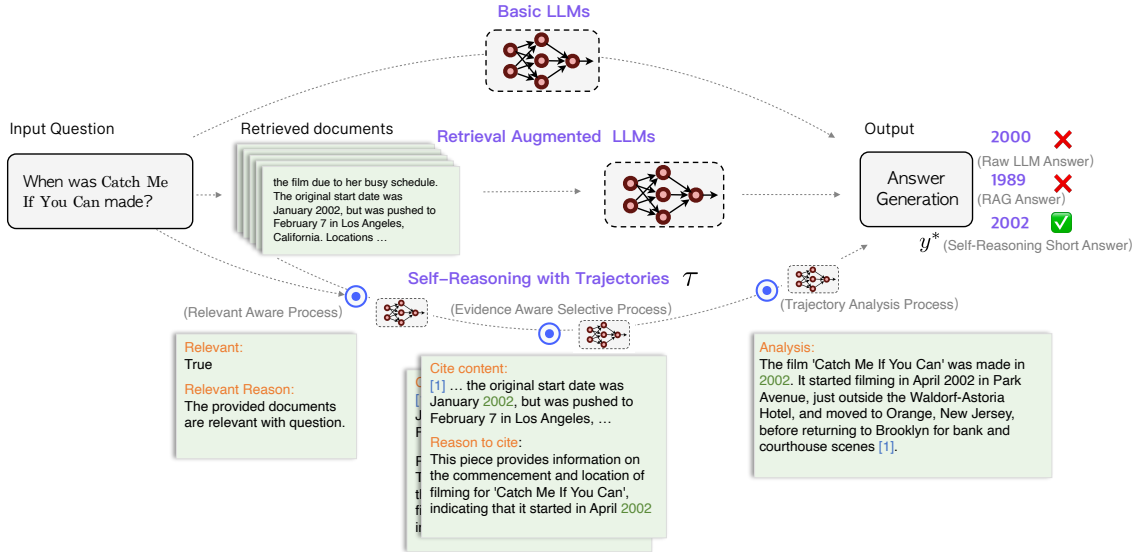 Basic LLMs
Input Question
When was Catch Me
If You Can made?
Retrieved documents
the film due to her busy schedule.
The original start date was
January 2002, but was pushed to
February 7 in Los Angeles,
California. Locations ...
Retrieval Augmented LLMs
Output
Answer
Generation
2000
(Raw LLM Answer)
1989
(RAG Answer)
2002
y* (Self-Reasoning Short Answer)
Self-Reasoning with Trajectories τ
(Relevant Aware Process)
(Evidence Aware Selective Process)
(Trajectory Analysis Process)
Relevant:
True
Relevant Reason:
The provided documents
are relevant with question.
Cite content:
[1] ... the original start date was
January 2002, but was pushed to
February 7 in Los Angeles, ...
Reason to cite:
This piece provides information on
the commencement and location of
filming for 'Catch Me If You Can',
indicating that it started in April 2002
Analysis:
The film 'Catch Me If You Can' was made in
2002. It started filming in April 2002 in Park
Avenue, just outside the Waldorf-Astoria
Hotel, and moved to Orange, New Jersey,
before returning to Brooklyn for bank and
courthouse scenes [1].